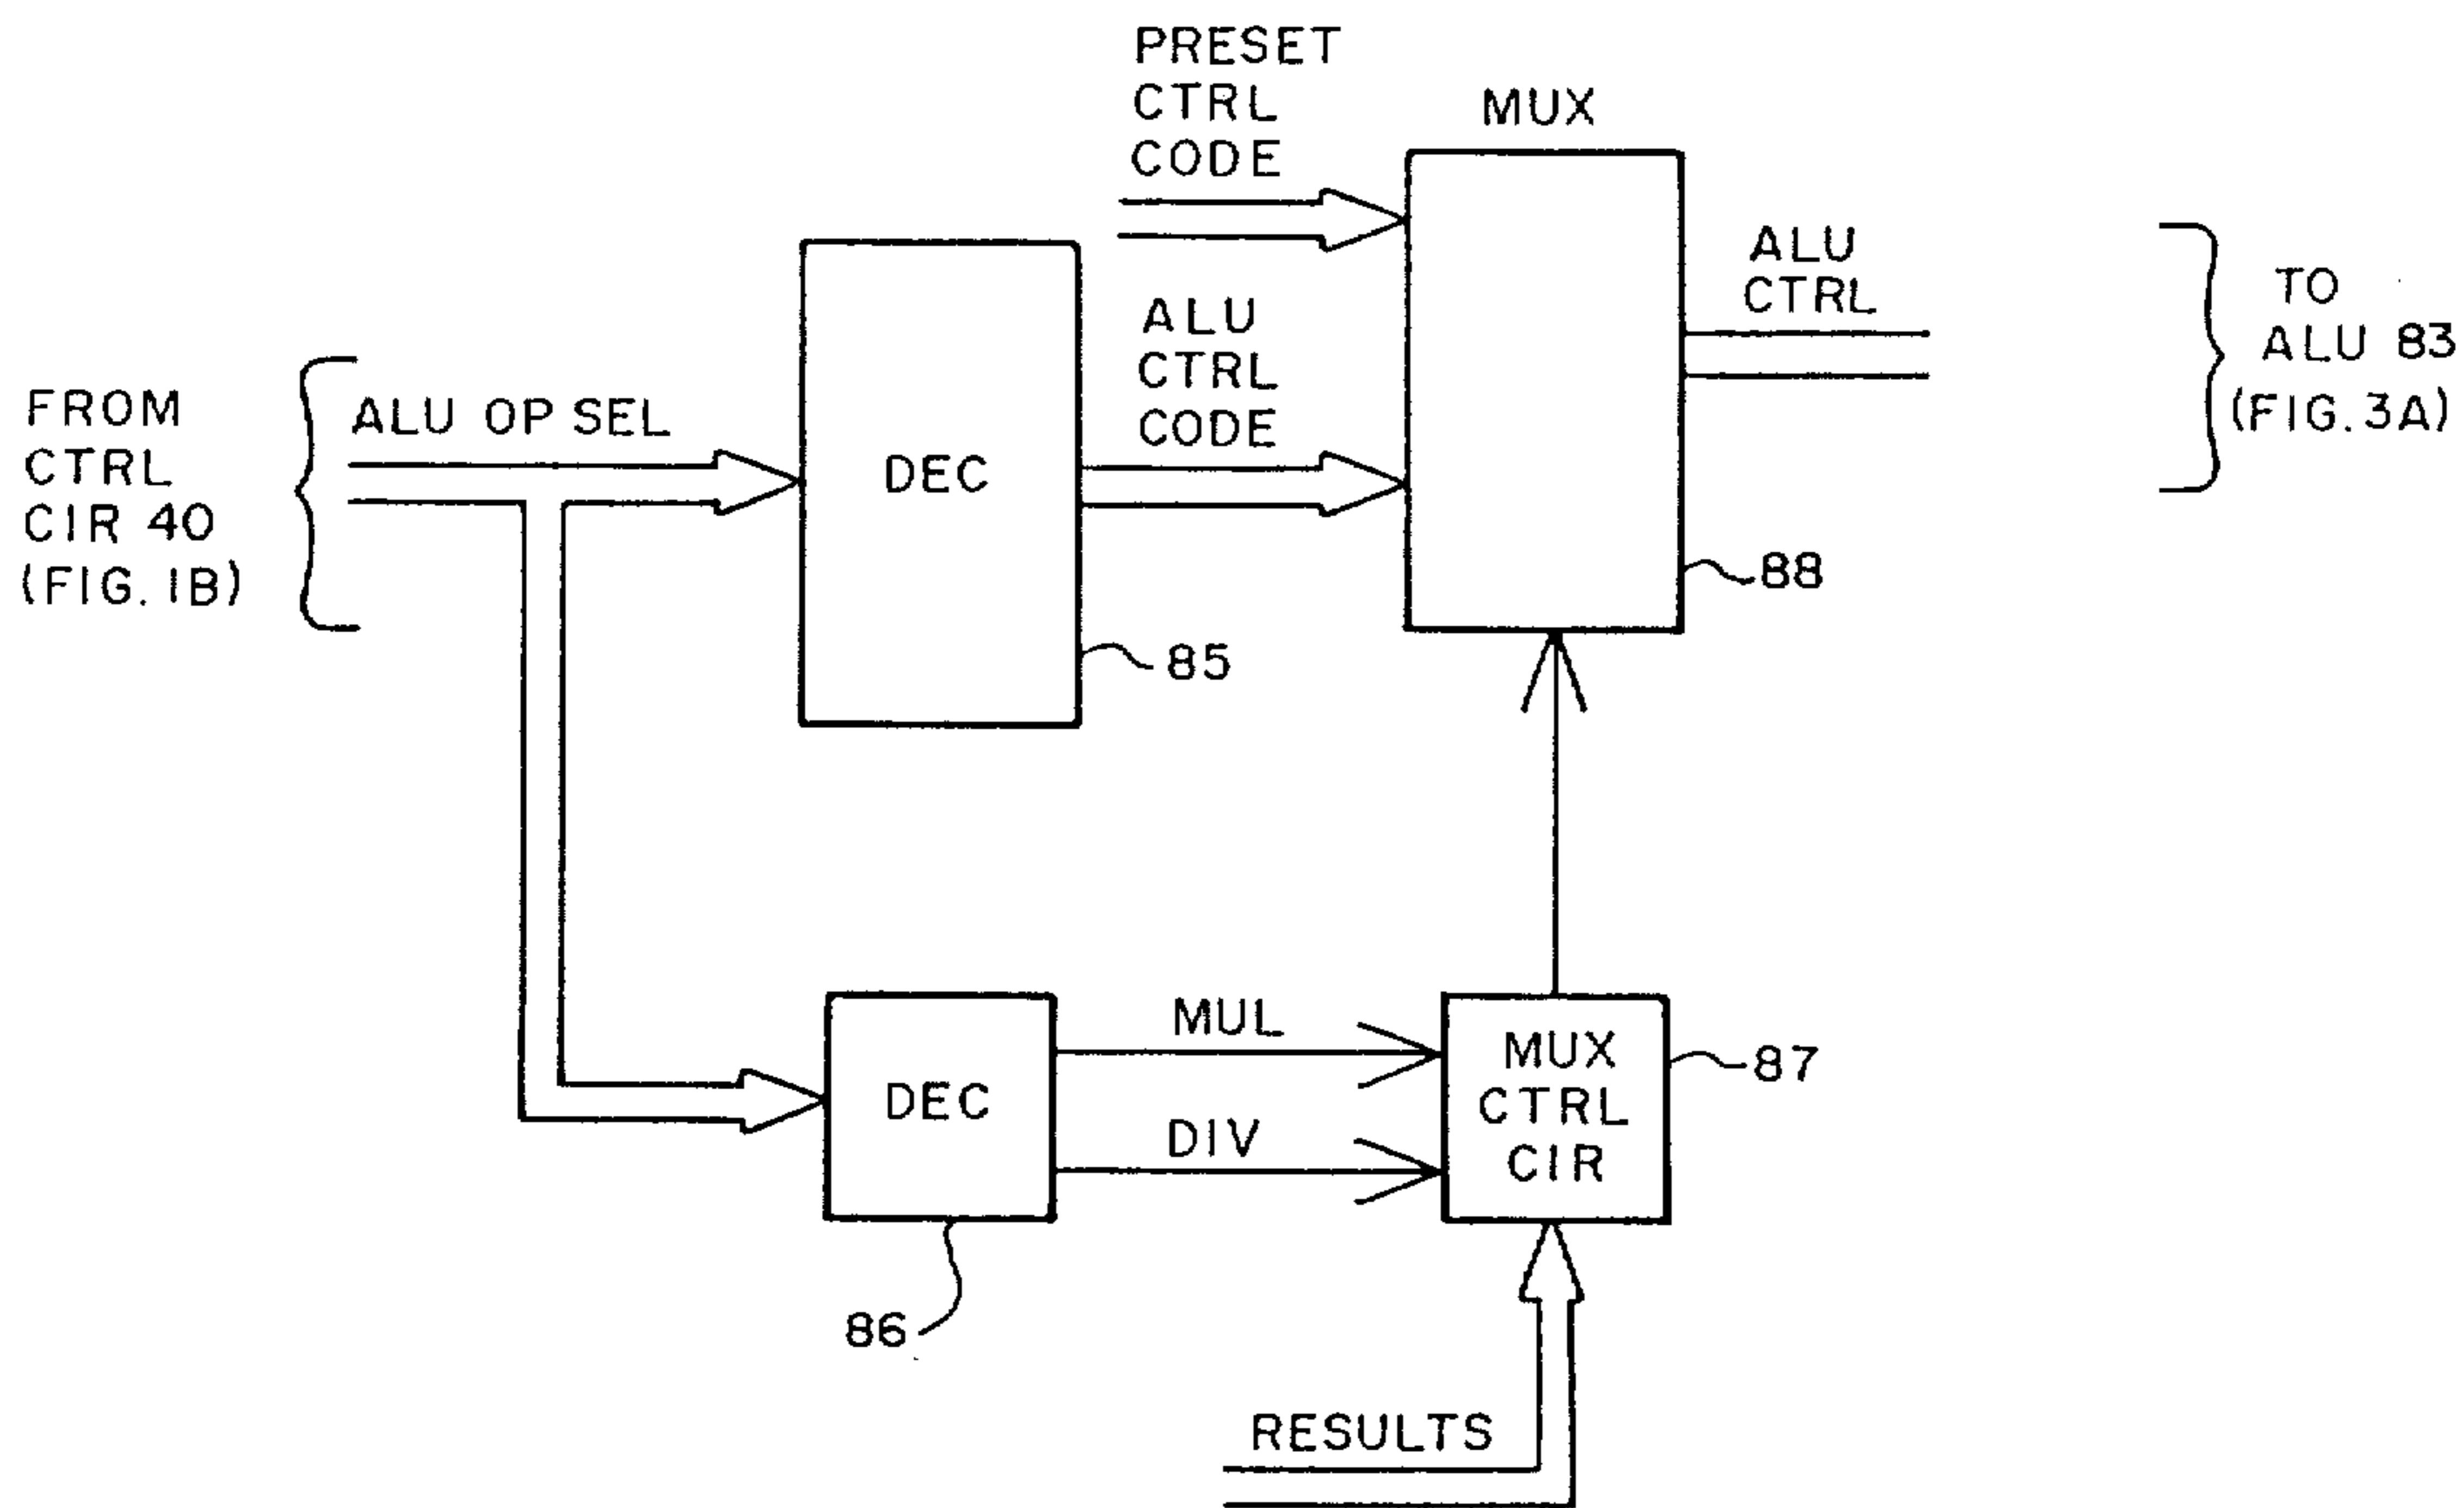 PRESET
CTRL
CODE
MUX
ALU
CTRL
TO
ALU 83
(FIG. 3A)
ALU
CTRL
CODE
FROM
CTRL
CIR 40
(FIG. 1B)
ALU OP SEL
DEC
88
85
MUL
DEC
DIV
MUX
CTRL
CIR
87
86
RESULTS